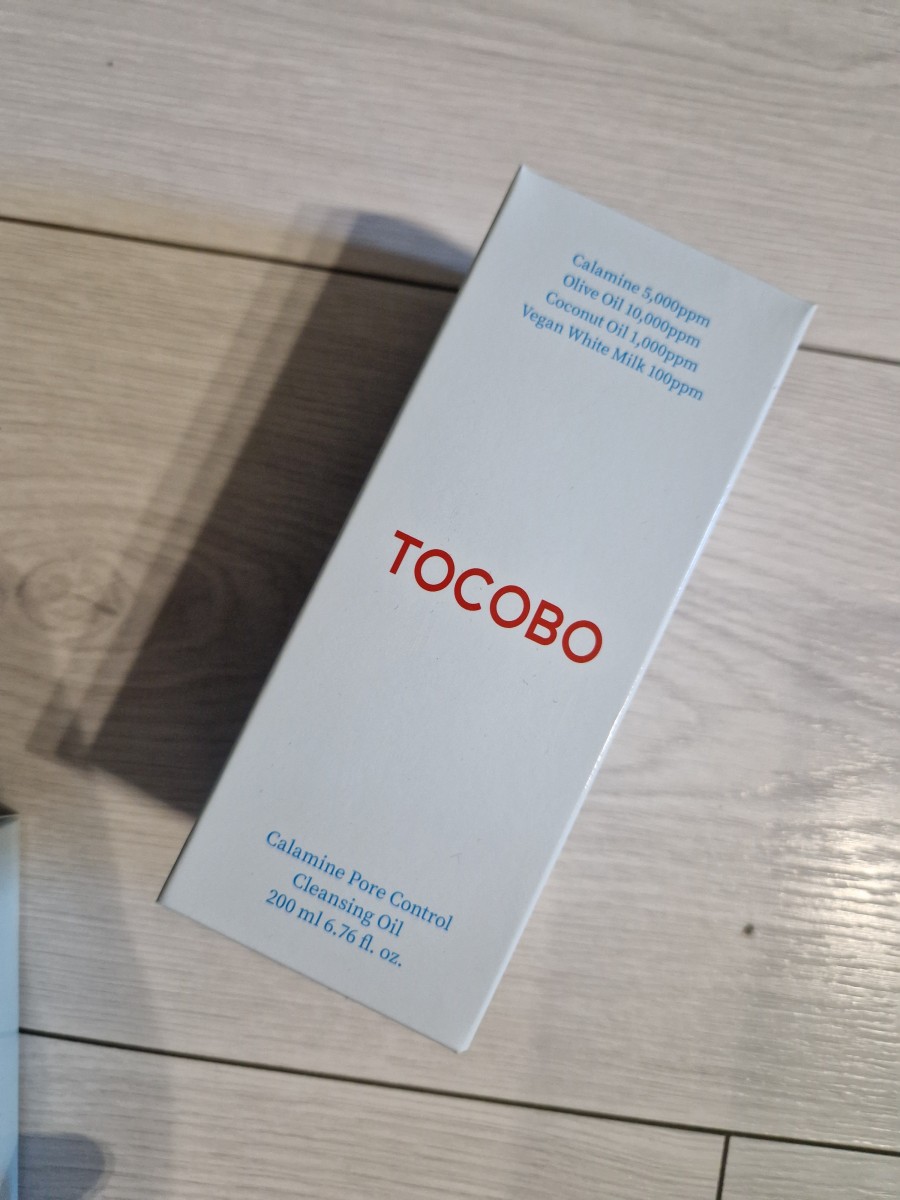 Calamine 5,000ppm
Olive Oil 10,000ppm
Coconut Oil 1,000ppm
Vegan White Milk 100ppm
TOCOBO
Calamine Pore Control
Cleansing Oil
200 ml 6.76 fl. oz.